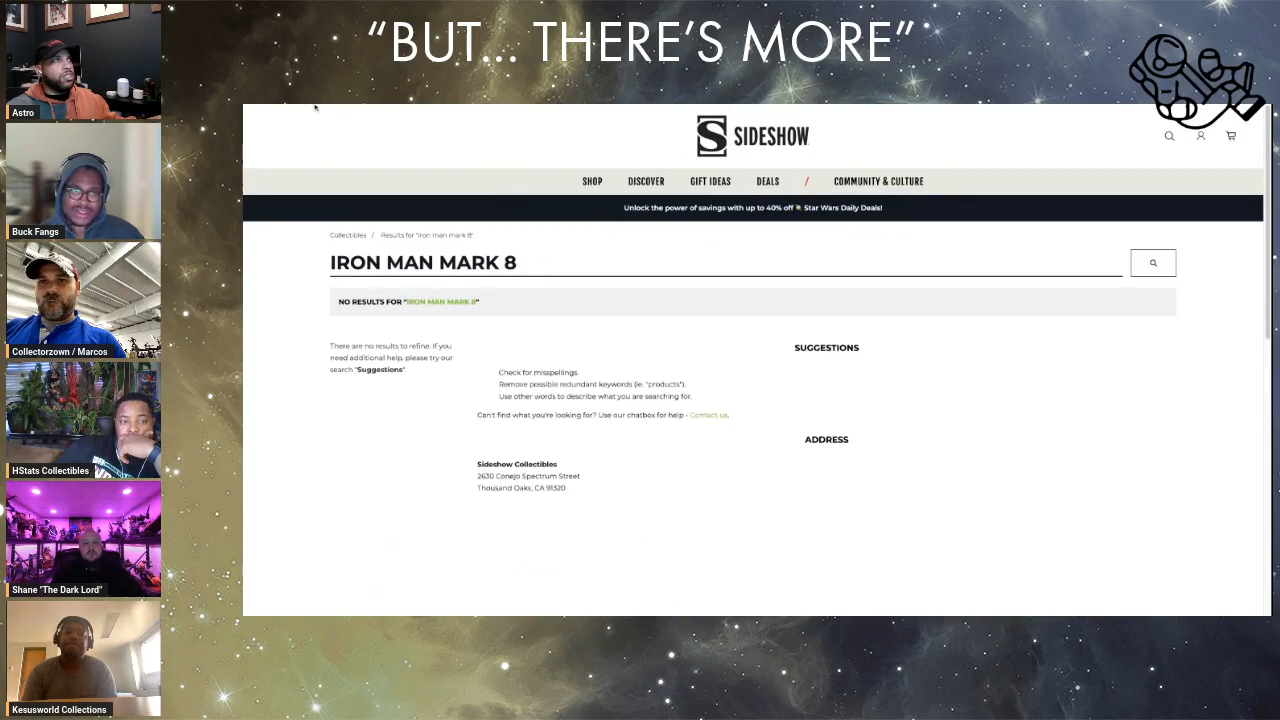 “BUT... THERE’S MORE”
Astro
Buck Fangs
Collectorzown / Marcos
HStats Collectibles
Shane "The Dark Lord"
Kesusworld Collections
S SIDESHOW
SHOP DISCOVER GIFT IDEAS DEALS / COMMUNITY & CULTURE
Unlock the power of savings with up to 40% off Star Wars Daily Deals!
Collectibles / Results for "iron man mark 8"
IRON MAN MARK 8
NO RESULTS FOR "IRON MAN MARK 8"
There are no results to refine. If you
need additional help, please try our
search "Suggestions".
SUGGESTIONS
Check for misspellings.
Remove possible redundant keywords (ie. "products").
Use other words to describe what you are searching for.
Can't find what you're looking for? Use our chatbox for help - Contact us.
ADDRESS
Sideshow Collectibles
2630 Conejo Spectrum Street
Thousand Oaks, CA 91320